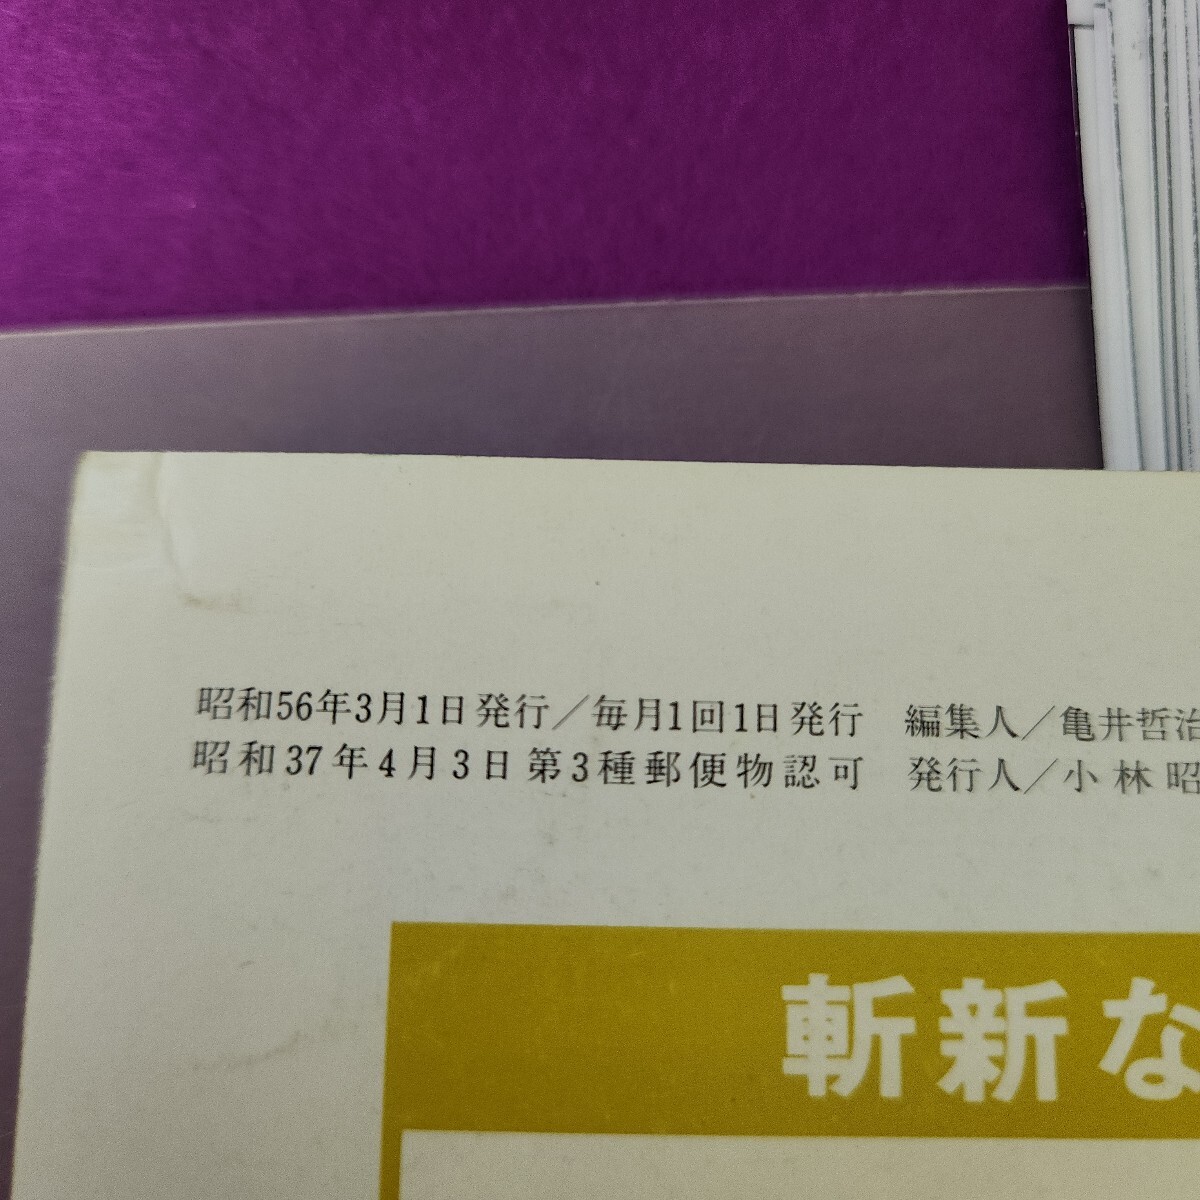 昭和56年3月1日発行／毎月1回1日発行　編集人／亀井哲治
昭和37年4月3日第3種郵便物認可　発行人／小林昭
斬新な